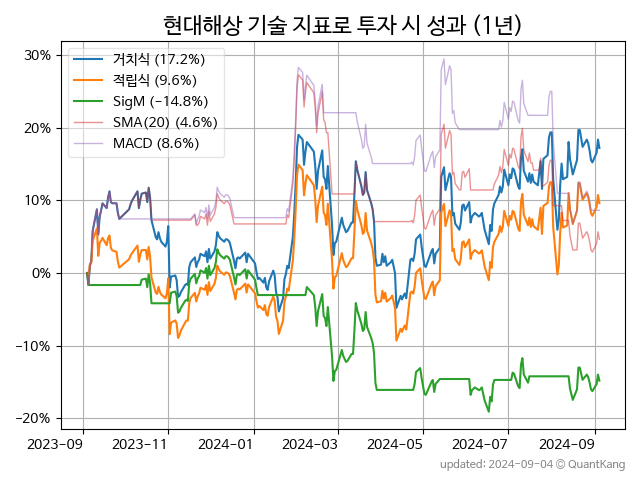 현대해상 기술 지표로 투자 시 성과 (1년)
거치식 (17.2%)
적립식 (9.6%)
SigM (−14.8%)
SMA(20) (4.6%)
MACD (8.6%)
30%
20%
10%
0%
−10%
−20%
2023-09 2023-11 2024-01 2024-03 2024-05 2024-07 2024-09
updated: 2024-09-04 © QuantKang